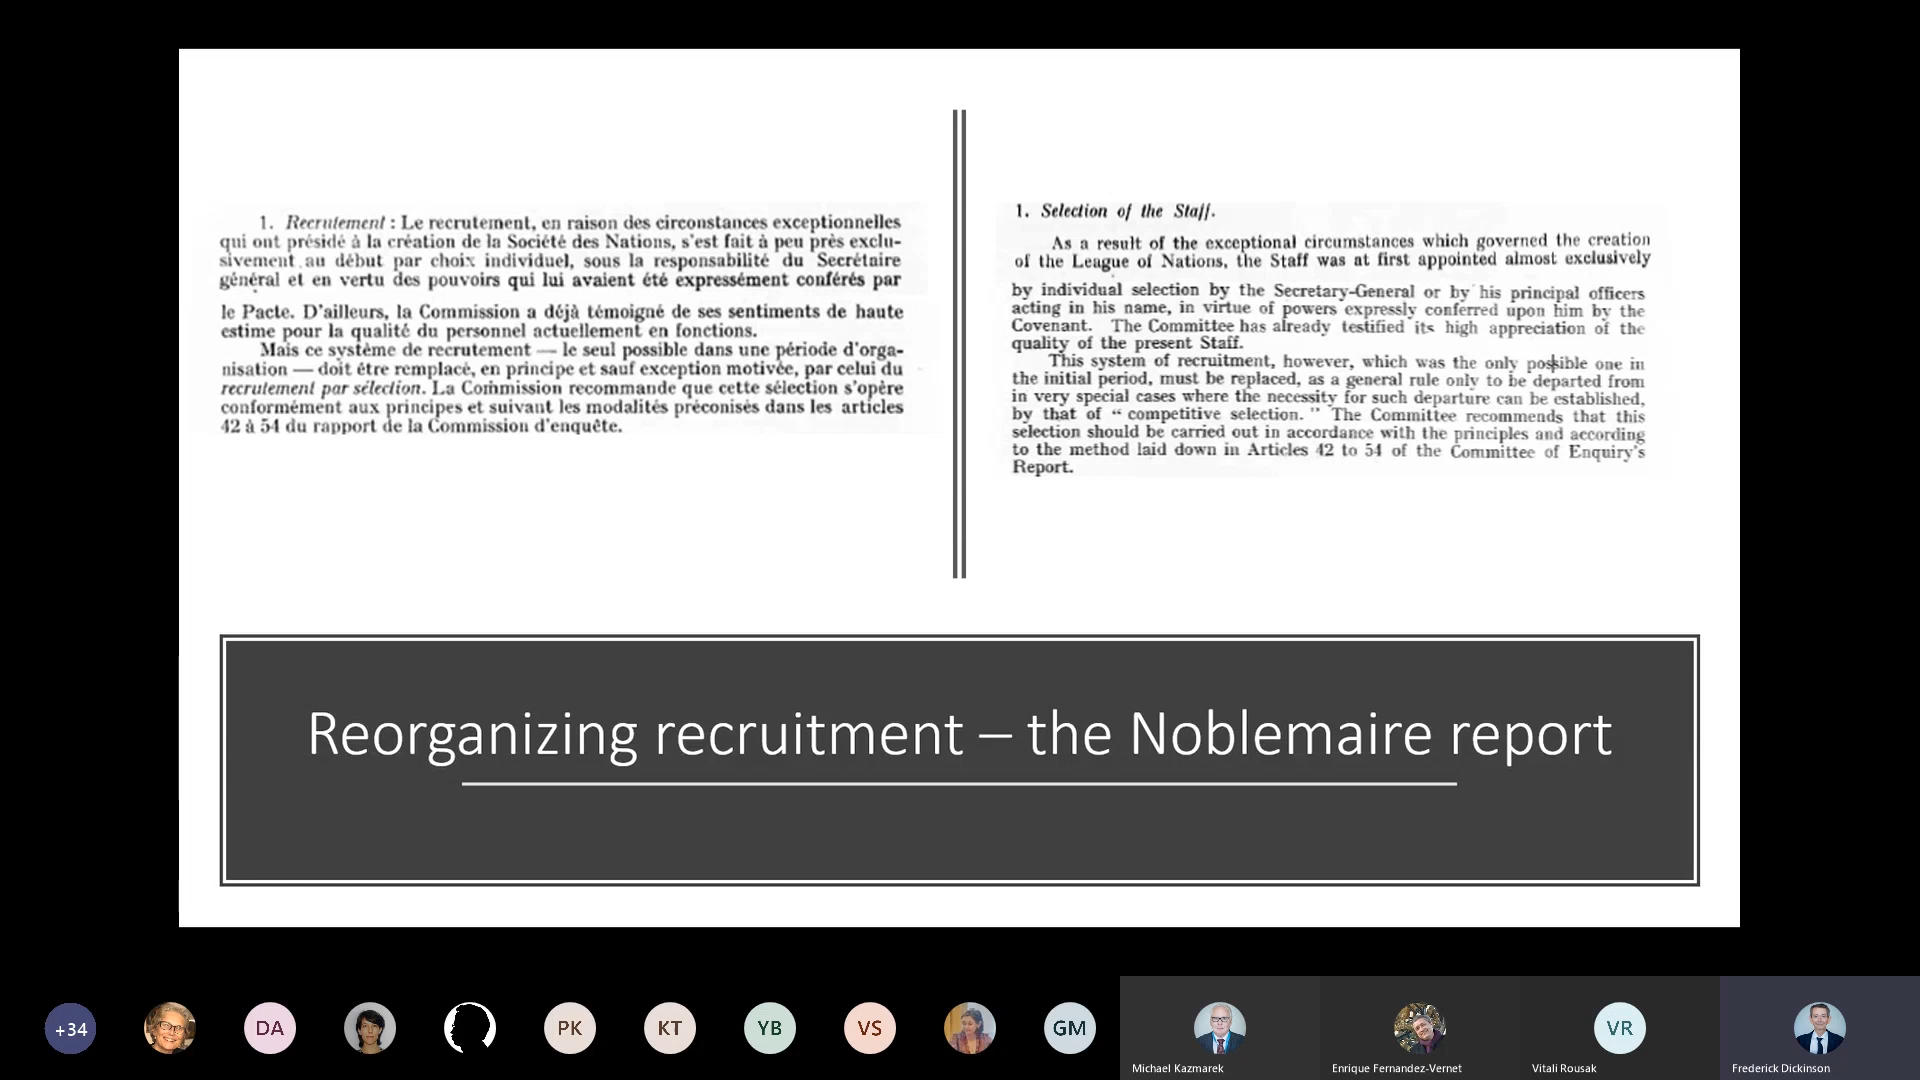 1. Recrutement : Le recrutement, en raison des circonstances exceptionnelles
qui ont présidé à la création de la Société des Nations, s'est fait à peu près exclu-
sivement au début par choix individuel, sous la responsabilité du Secrétaire
général et en vertu des pouvoirs qui lui avaient été expressément conférés par
le Pacte. D'ailleurs, la Commission a déjà témoigné de ses sentiments de haute
estime pour la qualité du personnel actuellement en fonctions.
Mais ce système de recrutement — le seul possible dans une période d'orga-
nisation — doit être remplacé, en principe et sauf exception motivée, par celui du
recrutement par sélection. La Commission recommande que cette sélection s'opère
conformément aux principes et suivant les modalités préconisés dans les articles
42 à 54 du rapport de la Commission d'enquête.
1. Selection of the Staff.
As a result of the exceptional circumstances which governed the creation
of the League of Nations, the Staff was at first appointed almost exclusively
by individual selection by the Secretary-General or by his principal officers
acting in his name, in virtue of powers expressly conferred upon him by the
Covenant. The Committee has already testified its high appreciation of the
quality of the present Staff.
This system of recruitment, however, which was the only possible one in
the initial period, must be replaced, as a general rule only to be departed from
in very special cases where the necessity for such departure can be established,
by that of “ competitive selection. ” The Committee recommends that this
selection should be carried out in accordance with the principles and according
to the method laid down in Articles 42 to 54 of the Committee of Enquiry's
Report.
Reorganizing recruitment – the Noblemaire report
+34 DA PK KT YB VS GM VR
Michael Kazmarek Enrique Fernandez-Vernet Vitali Rousak Frederick Dickinson